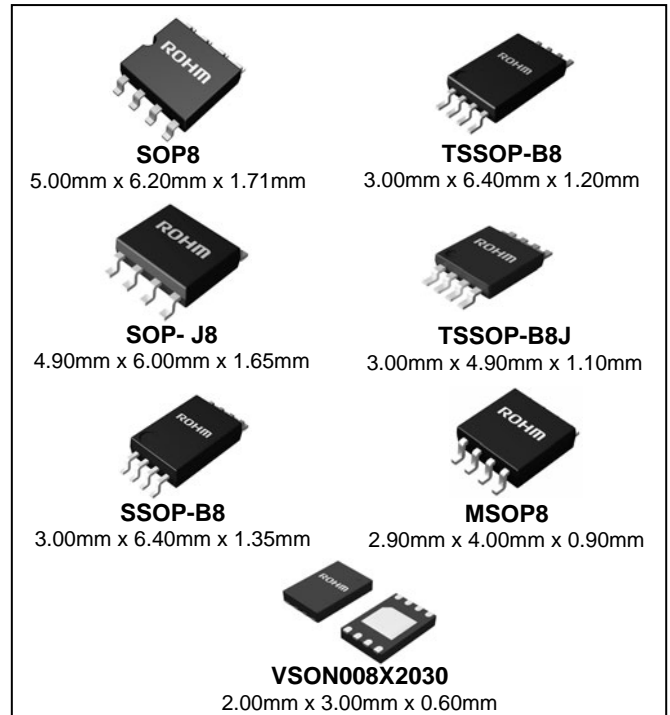 ROHM
SOP8
5.00mm x 6.20mm x 1.71mm
ROHM
TSSOP-B8
3.00mm x 6.40mm x 1.20mm
ROHM
SOP- J8
4.90mm x 6.00mm x 1.65mm
ROHM
TSSOP-B8J
3.00mm x 4.90mm x 1.10mm
ROHM
SSOP-B8
3.00mm x 6.40mm x 1.35mm
ROHM
MSOP8
2.90mm x 4.00mm x 0.90mm
ROHM
VSON008X2030
2.00mm x 3.00mm x 0.60mm